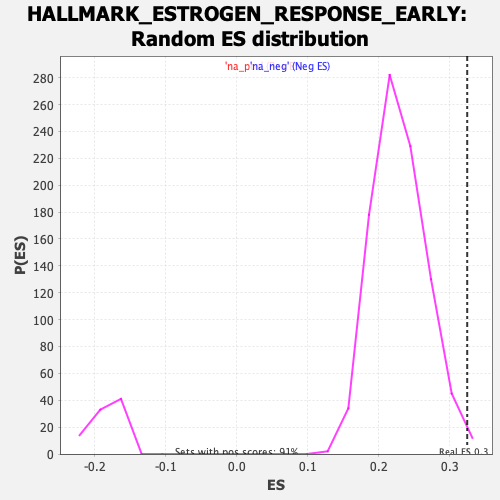 HALLMARK_ESTROGEN_RESPONSE_EARLY:
Random ES distribution
'na_p'na_neg' (Neg ES)
280
260
240
220
200
180
160
140
120
100
80
60
40
20
0
P(ES)
Sets with pos scores: 91%
Real ES 0.3
-0.2 -0.1 0.0 0.1 0.2 0.3
ES